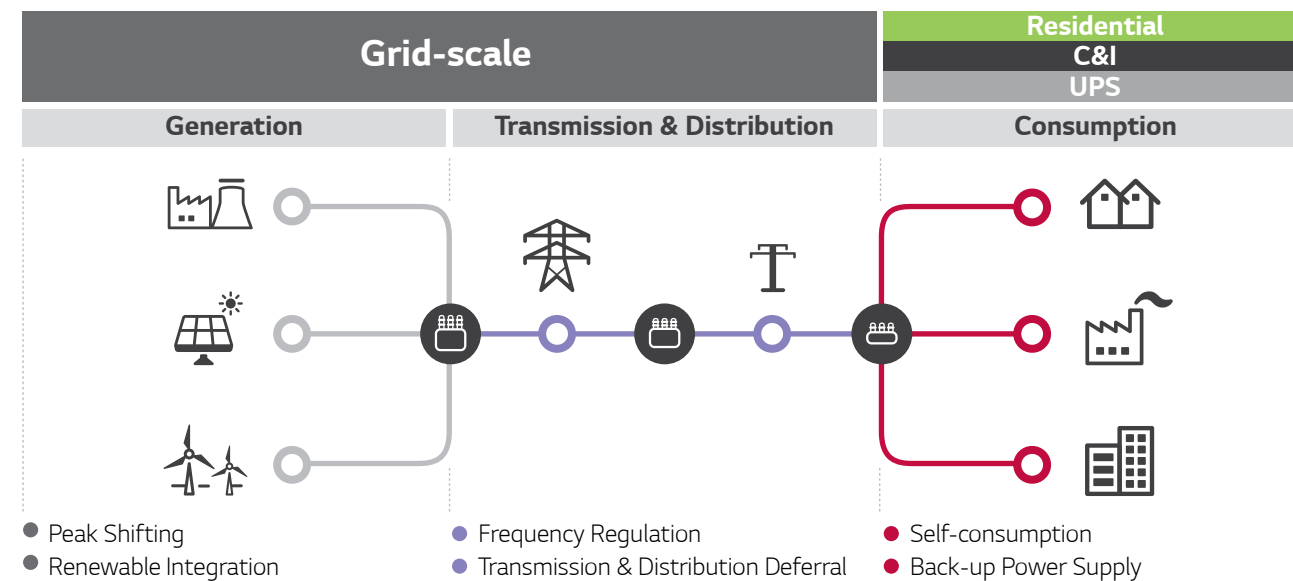 Grid-scale
Residential
C&I
UPS
Generation
Transmission & Distribution
Consumption
Peak Shifting
Renewable Integration
Frequency Regulation
Transmission & Distribution Deferral
Self-consumption
Back-up Power Supply